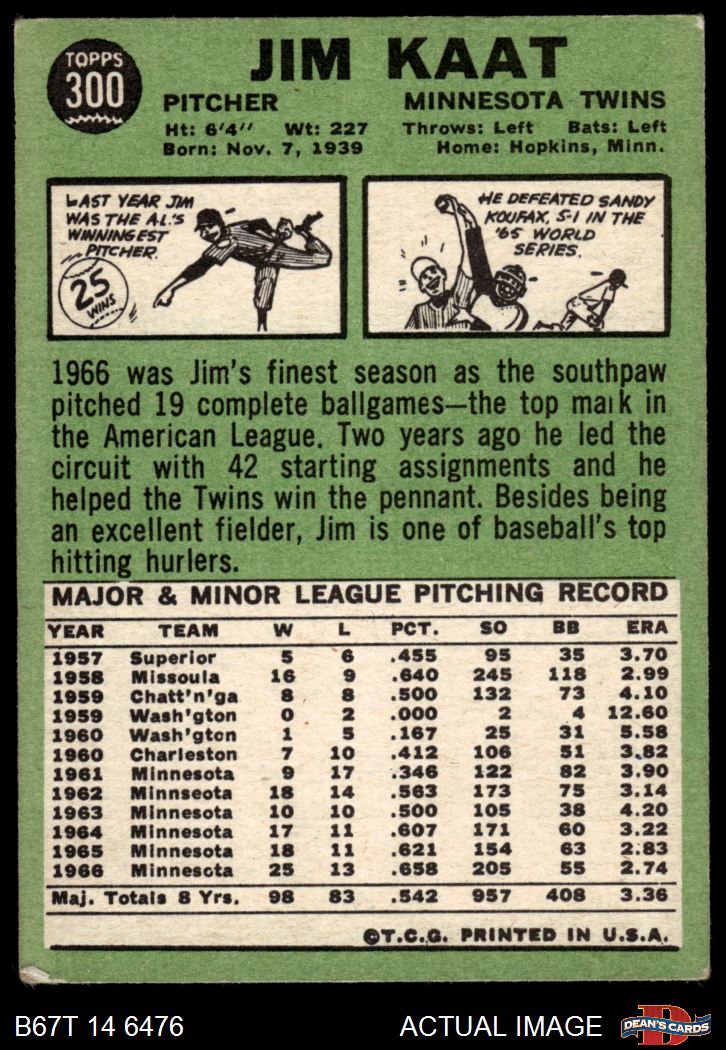 TOPPS
300
JIM KAAT
PITCHER MINNESOTA TWINS
Ht: 6'4" Wt: 227 Throws: Left Bats: Left
Born: Nov. 7, 1939 Home: Hopkins, Minn.
LAST YEAR JIM
WAS THE A.L.'S
WINNINGEST
PITCHER.
25
WINS
HE DEFEATED SANDY
KOUFAX, 5-1 IN THE
'65 WORLD
SERIES.
1966 was Jim's finest season as the southpaw
pitched 19 complete ballgames—the top mark in
the American League. Two years ago he led the
circuit with 42 starting assignments and he
helped the Twins win the pennant. Besides being
an excellent fielder, Jim is one of baseball's top
hitting hurlers.
MAJOR & MINOR LEAGUE PITCHING RECORD
YEAR TEAM W L PCT. SO BB ERA
1957 Superior 5 6 .455 95 35 3.70
1958 Missoula 16 9 .640 245 118 2.99
1959 Chatt'n'ga 8 8 .500 132 73 4.10
1959 Wash'gton 0 2 .000 2 4 12.60
1960 Wash'gton 1 5 .167 25 31 5.58
1960 Charleston 7 10 .412 106 51 3.82
1961 Minnesota 9 17 .346 122 82 3.90
1962 Minnseota 18 14 .563 173 75 3.14
1963 Minnesota 10 10 .500 105 38 4.20
1964 Minnesota 17 11 .607 171 60 3.22
1965 Minnesota 18 11 .621 154 63 2.83
1966 Minnesota 25 13 .658 205 55 2.74
Maj. Totals 8 Yrs. 98 83 .542 957 408 3.36
©T.C.G. PRINTED IN U.S.A.
B67T 14 6476 ACTUAL IMAGE
D
DEAN'S CARDS